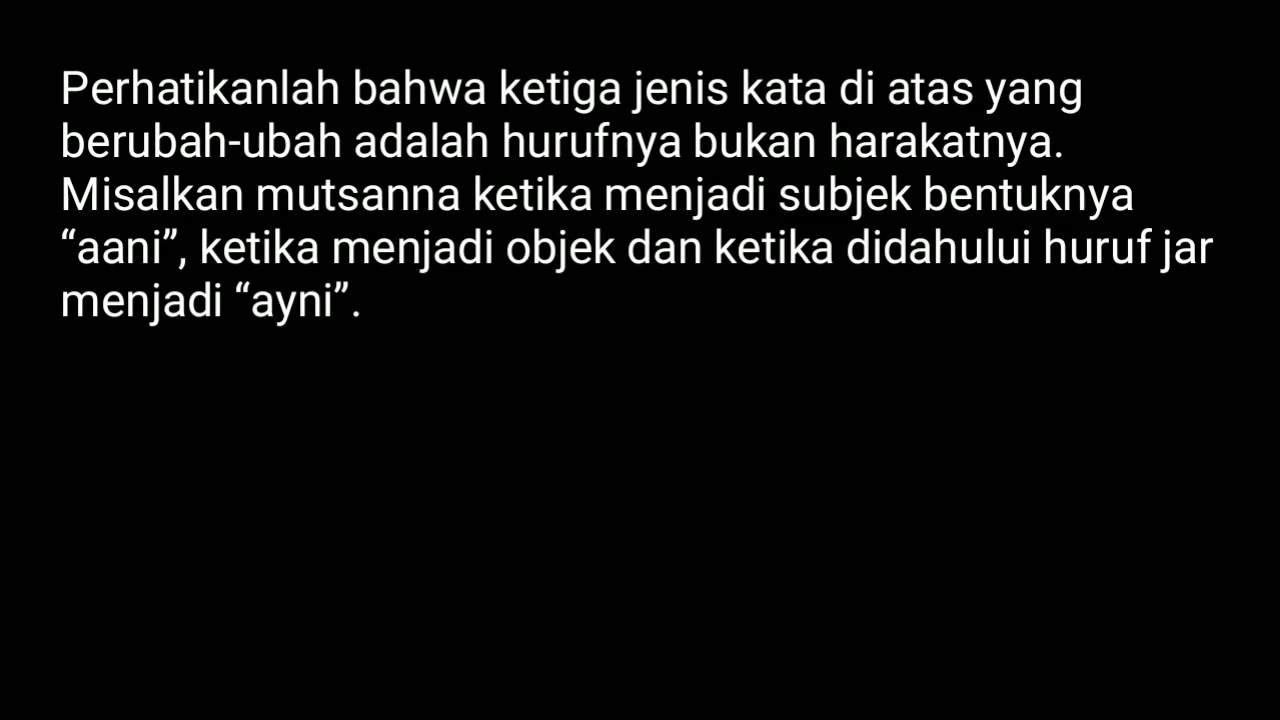 Perhatikanlah bahwa ketiga jenis kata di atas yang
berubah-ubah adalah hurufnya bukan harakatnya.
Misalkan mutsanna ketika menjadi subjek bentuknya
“aani”, ketika menjadi objek dan ketika didahului huruf jar
menjadi “ayni”.